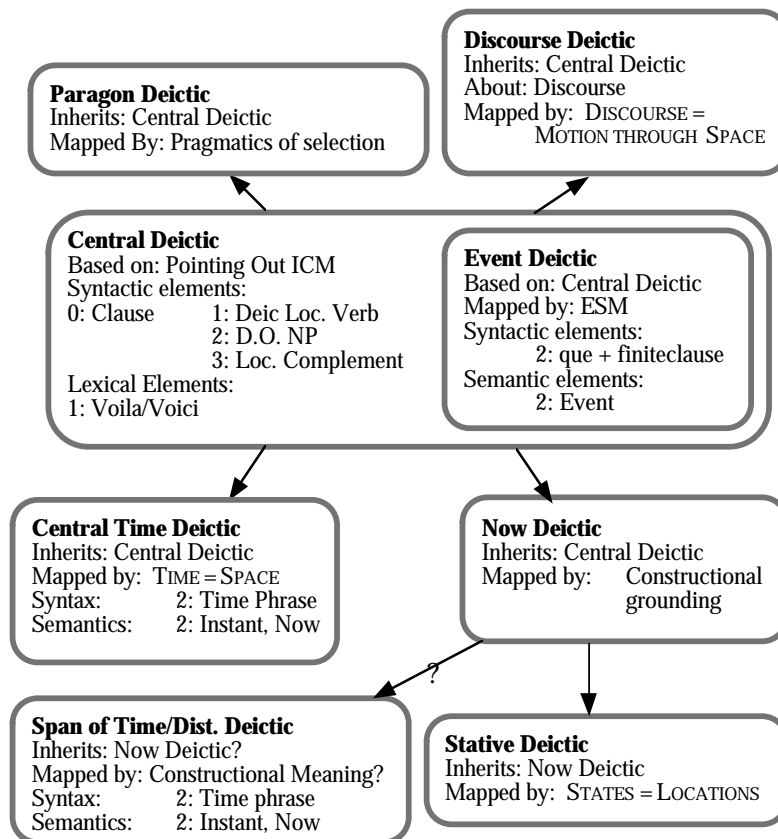 Paragon Deictic
Inherits: Central Deictic
Mapped By: Pragmatics of selection
Discourse Deictic
Inherits: Central Deictic
About: Discourse
Mapped by: DISCOURSE =
MOTION THROUGH SPACE
Central Deictic
Based on: Pointing Out ICM
Syntactic elements:
0: Clause 1: Deic Loc. Verb
2: D.O. NP
3: Loc. Complement
Lexical Elements:
1: Voila/Voici
Event Deictic
Based on: Central Deictic
Mapped by: ESM
Syntactic elements:
2: que + finiteclause
Semantic elements:
2: Event
Central Time Deictic
Inherits: Central Deictic
Mapped by: TIME = SPACE
Syntax: 2: Time Phrase
Semantics: 2: Instant, Now
Now Deictic
Inherits: Central Deictic
Mapped by: Constructional
grounding
?
Span of Time/Dist. Deictic
Inherits: Now Deictic?
Mapped by: Constructional Meaning?
Syntax: 2: Time phrase
Semantics: 2: Instant, Now
Stative Deictic
Inherits: Now Deictic
Mapped by: STATES = LOCATIONS